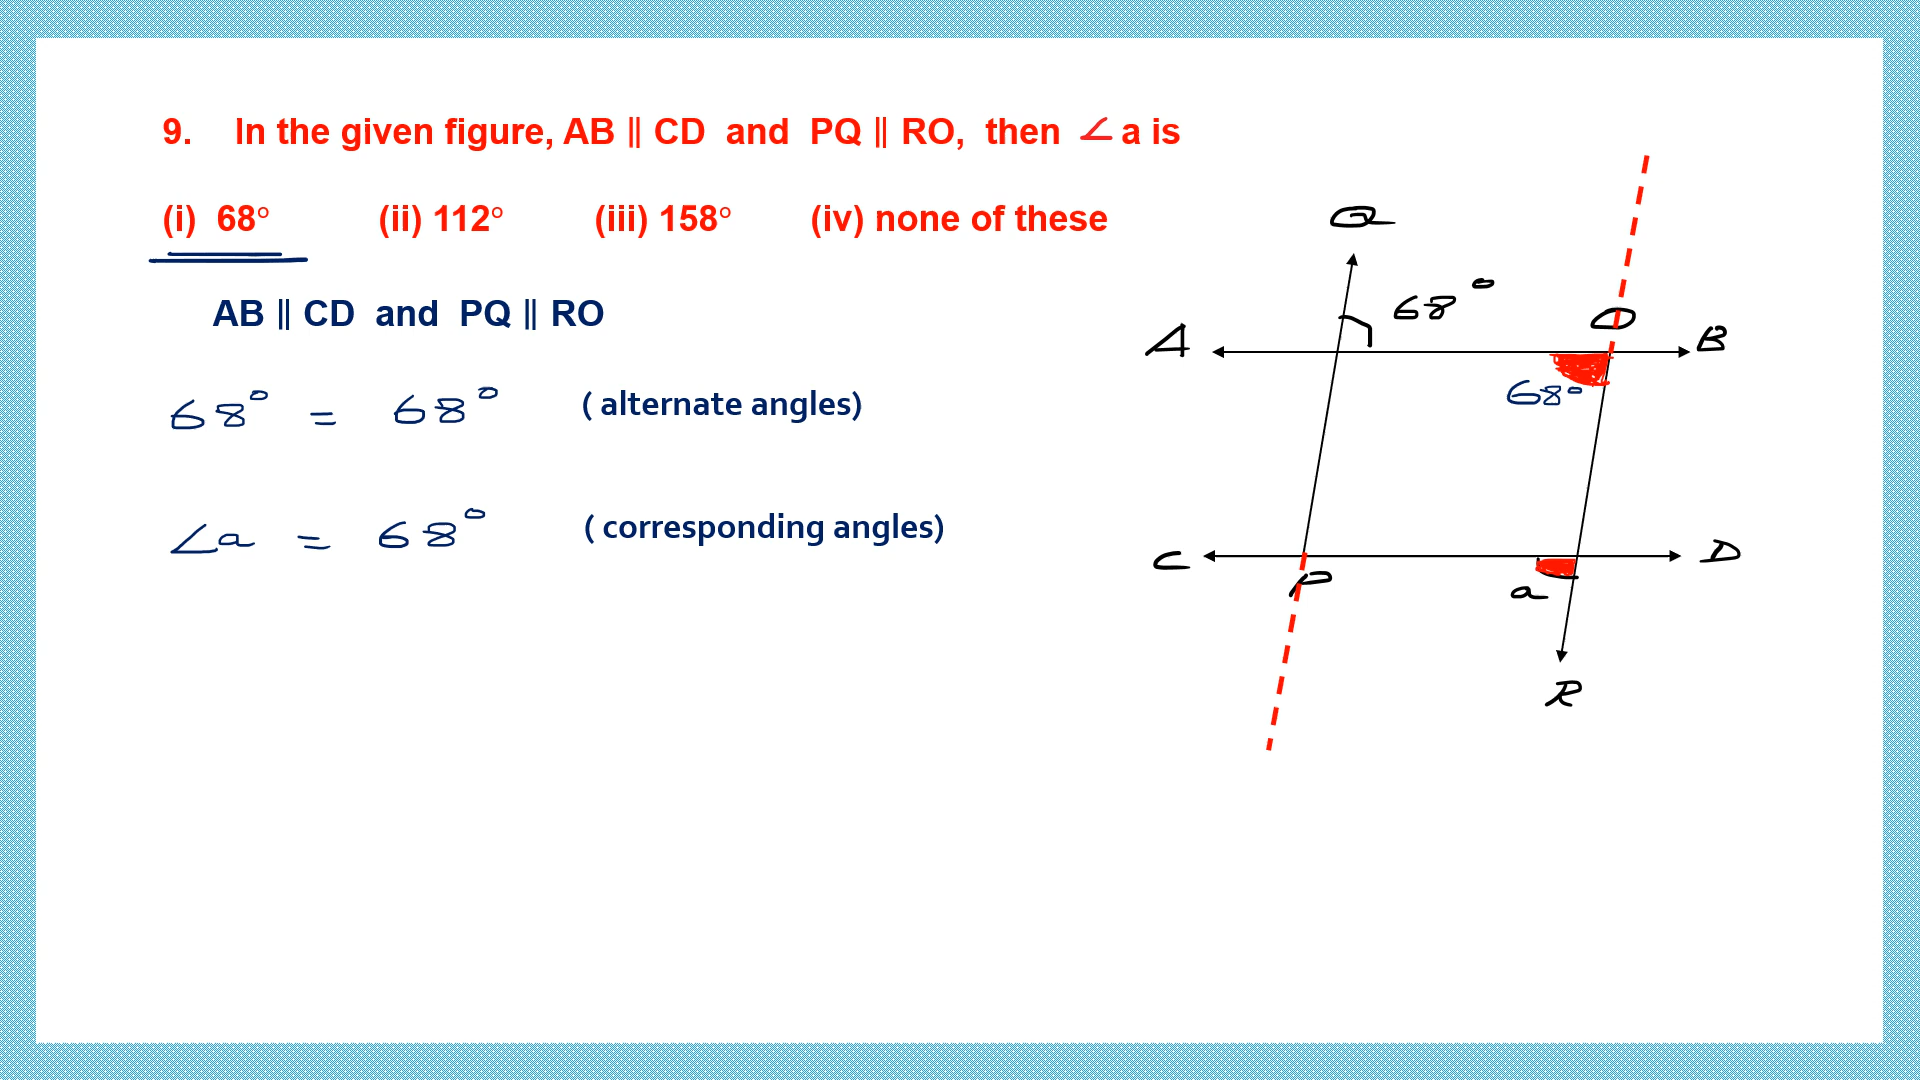 9. In the given figure, AB ∥ CD and PQ ∥ RO, then ∠a is
(i) 68° (ii) 112° (iii) 158° (iv) none of these
AB ∥ CD and PQ ∥ RO
68° = 68° ( alternate angles)
∠a = 68° ( corresponding angles)
Q
68°
O
A
B
68°
C
D
P
a
R